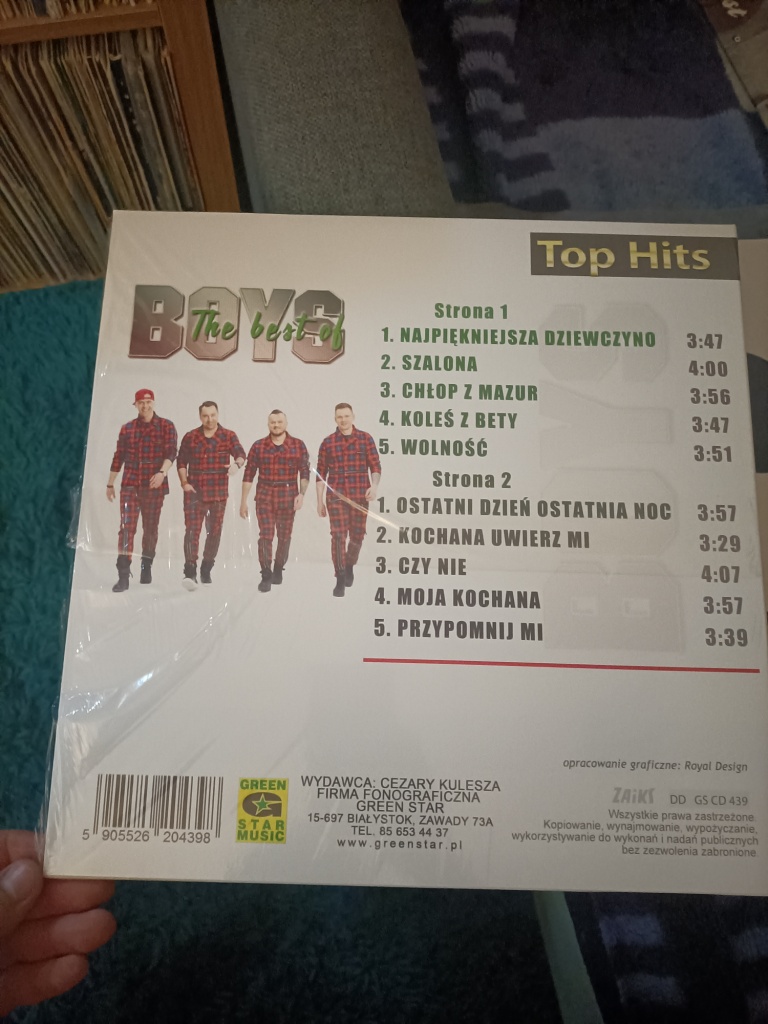 Top Hits
BOYS
The best of
Strona 1
1. NAJPIĘKNIEJSZA DZIEWCZYNO 3:47
2. SZALONA 4:00
3. CHŁOP Z MAZUR 3:56
4. KOLEŚ Z BETY 3:47
5. WOLNOŚĆ 3:51
Strona 2
1. OSTATNI DZIEŃ OSTATNIA NOC 3:57
2. KOCHANA UWIERZ MI 3:29
3. CZY NIE 4:07
4. MOJA KOCHANA 3:57
5. PRZYPOMNIJ MI 3:39
opracowanie graficzne: Royal Design
5 905526 204398
GREEN
G
STAR
MUSIC
WYDAWCA: CEZARY KULESZA
FIRMA FONOGRAFICZNA
GREEN STAR
15-697 BIAŁYSTOK, ZAWADY 73A
TEL. 85 653 44 37
www.greenstar.pl
ZAiKS DD GS CD 439
Wszystkie prawa zastrzeżone.
Kopiowanie, wynajmowanie, wypożyczanie,
wykorzystywanie do wykonań i nadań publicznych
bez zezwolenia zabronione.